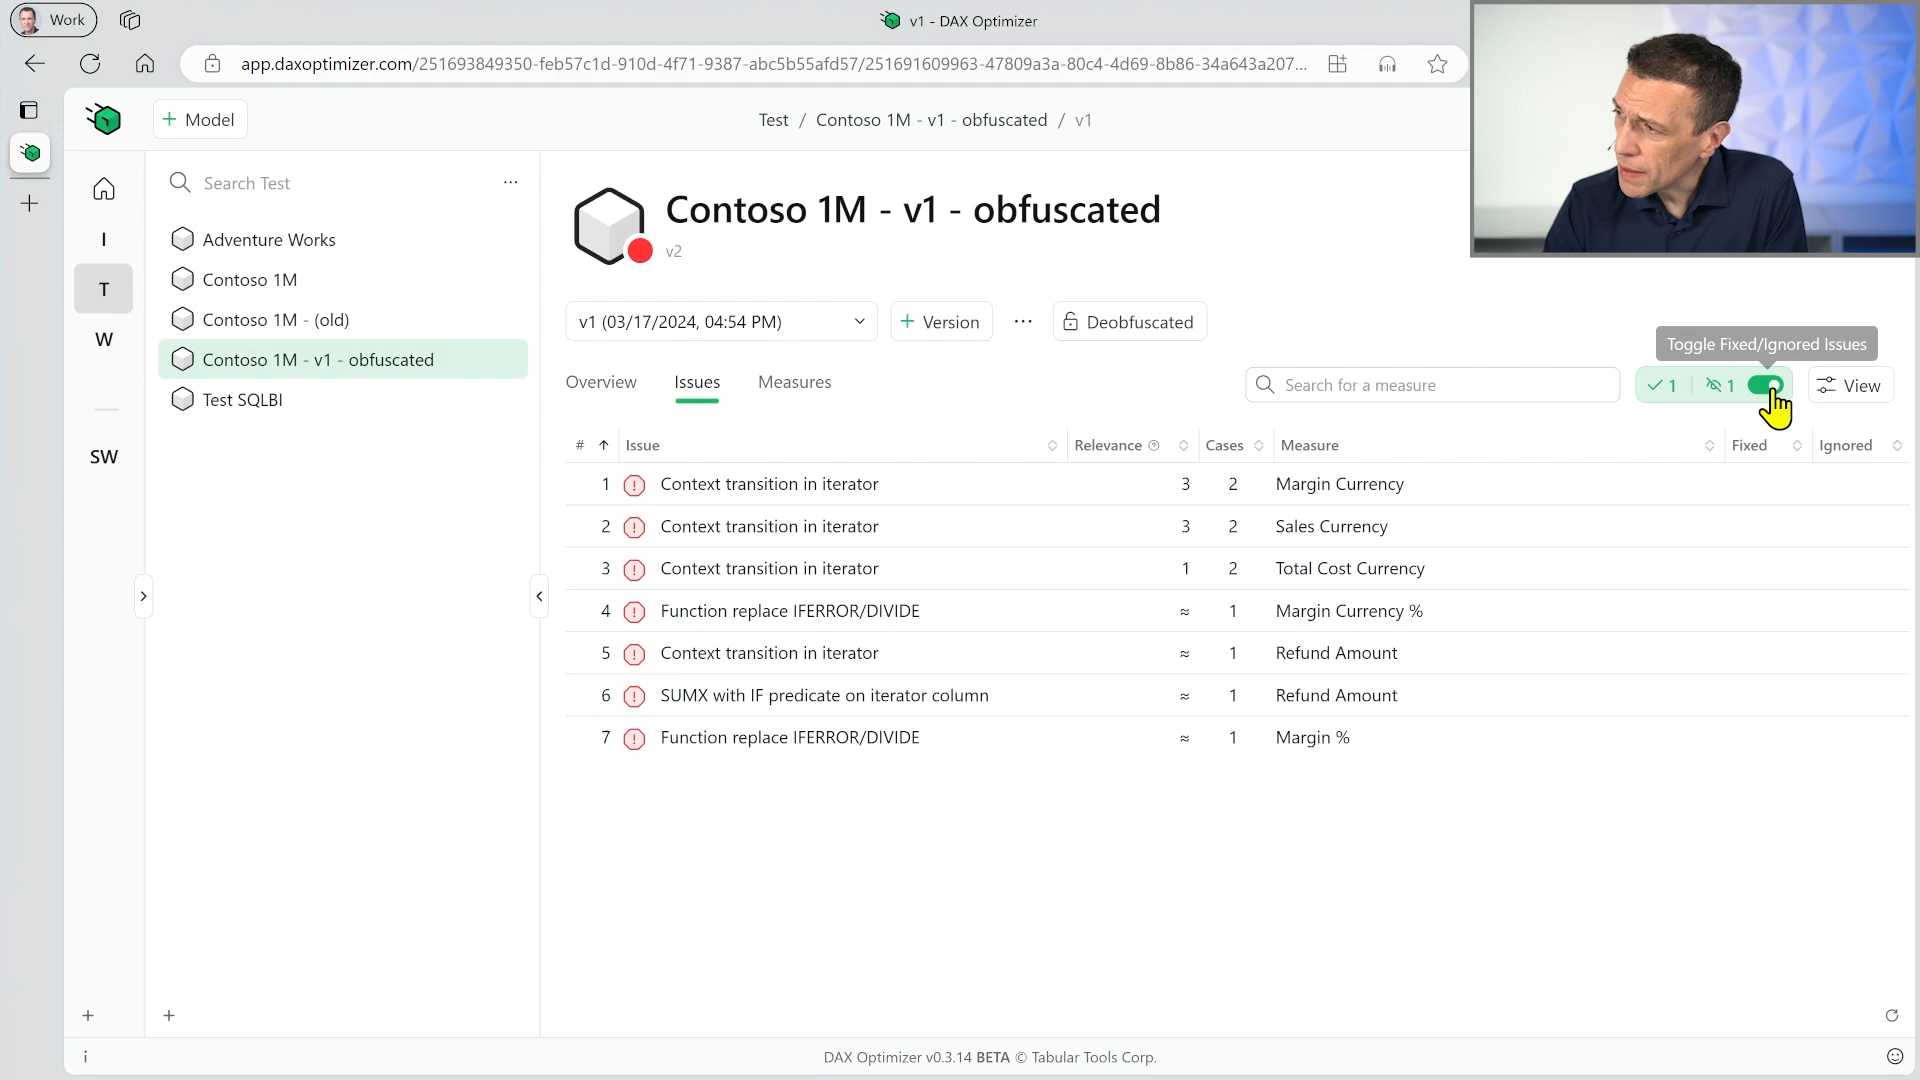 Work
v1 - DAX Optimizer
app.daxoptimizer.com/251693849350-feb57c1d-910d-4f71-9387-abc5b55afd57/251691609963-47809a3a-80c4-4d69-8b86-34a643a207...
+ Model
Test / Contoso 1M - v1 - obfuscated / v1
Search Test
...
I
T
W
SW
Adventure Works
Contoso 1M
Contoso 1M - (old)
Contoso 1M - v1 - obfuscated
Test SQLBI
Contoso 1M - v1 - obfuscated
v2
v1 (03/17/2024, 04:54 PM)
+ Version
...
Deobfuscated
Toggle Fixed/Ignored Issues
Overview Issues Measures
Search for a measure
1 1
View
# Issue Relevance Cases Measure Fixed Ignored
1 Context transition in iterator 3 2 Margin Currency
2 Context transition in iterator 3 2 Sales Currency
3 Context transition in iterator 1 2 Total Cost Currency
4 Function replace IFERROR/DIVIDE ≈ 1 Margin Currency %
5 Context transition in iterator ≈ 1 Refund Amount
6 SUMX with IF predicate on iterator column ≈ 1 Refund Amount
7 Function replace IFERROR/DIVIDE ≈ 1 Margin %
DAX Optimizer v0.3.14 BETA © Tabular Tools Corp.